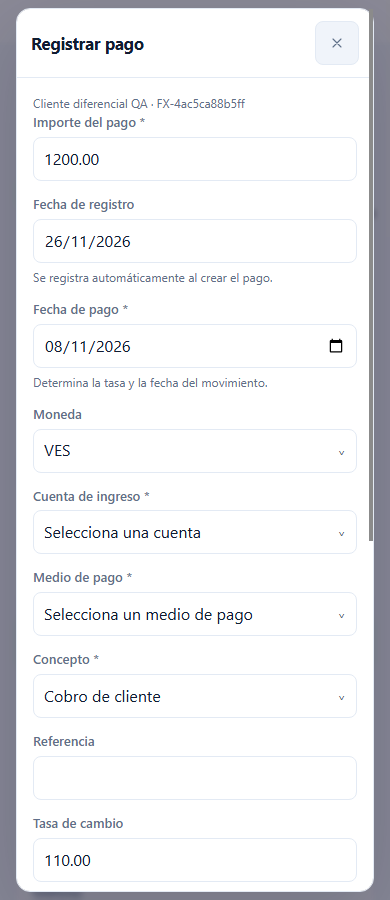 Registrar pago
Cliente diferencial QA · FX-4ac5ca88b5ff
Importe del pago *
1200.00
Fecha de registro
26/11/2026
Se registra automáticamente al crear el pago.
Fecha de pago *
08/11/2026
Determina la tasa y la fecha del movimiento.
Moneda
VES
Cuenta de ingreso *
Selecciona una cuenta
Medio de pago *
Selecciona un medio de pago
Concepto *
Cobro de cliente
Referencia
Tasa de cambio
110.00